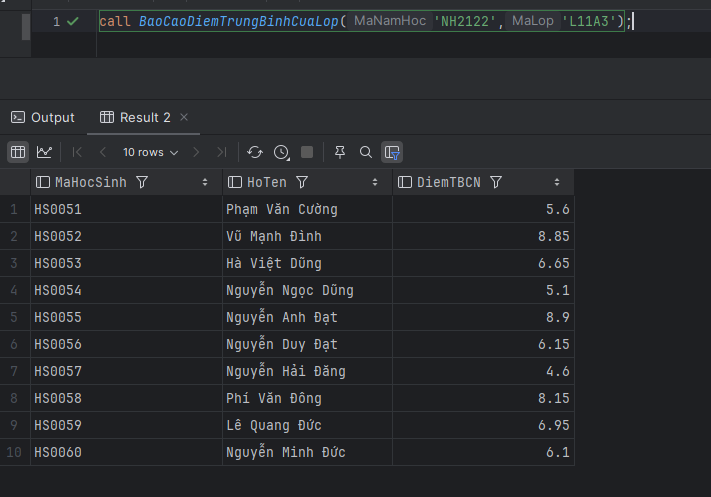 1 call BaoCaoDiemTrungBinhCuaLop( MaNamHoc 'NH2122', MaLop 'L11A3');
Output Result 2
10 rows
MaHocSinh HoTen DiemTBCN
1 HS0051 Phạm Văn Cường 5.6
2 HS0052 Vũ Mạnh Đình 8.85
3 HS0053 Hà Việt Dũng 6.65
4 HS0054 Nguyễn Ngọc Dũng 5.1
5 HS0055 Nguyễn Anh Đạt 8.9
6 HS0056 Nguyễn Duy Đạt 6.15
7 HS0057 Nguyễn Hải Đăng 4.6
8 HS0058 Phí Văn Đông 8.15
9 HS0059 Lê Quang Đức 6.95
10 HS0060 Nguyễn Minh Đức 6.1